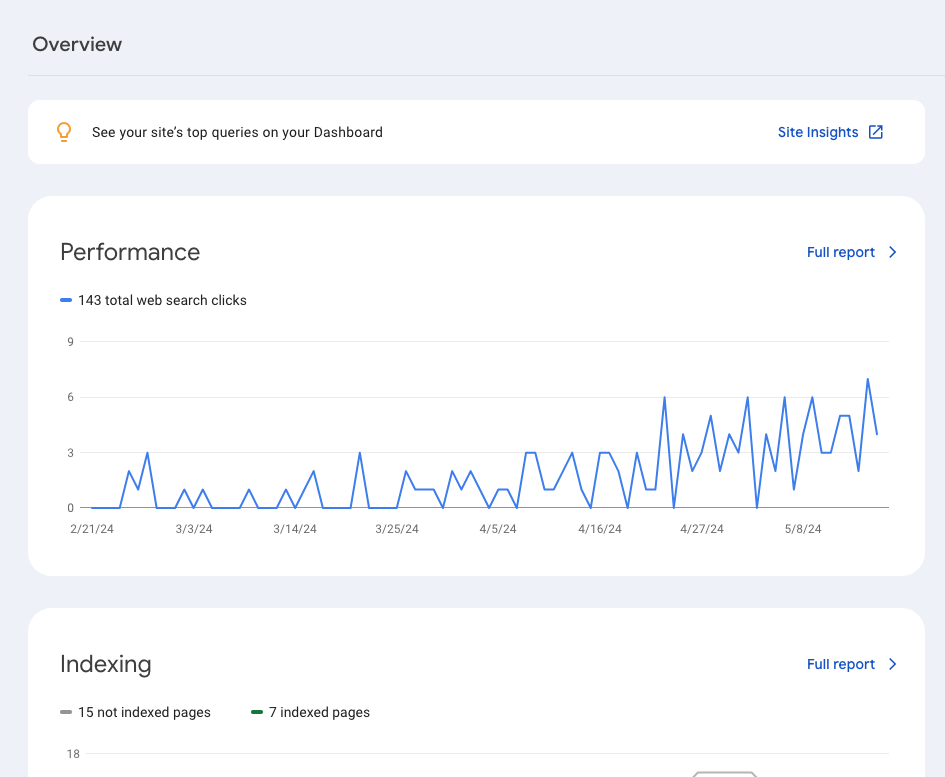 Overview
See your site’s top queries on your Dashboard
Site Insights
Performance
Full report
143 total web search clicks
9
6
3
0
2/21/24 3/3/24 3/14/24 3/25/24 4/5/24 4/16/24 4/27/24 5/8/24
Indexing
Full report
15 not indexed pages 7 indexed pages
18